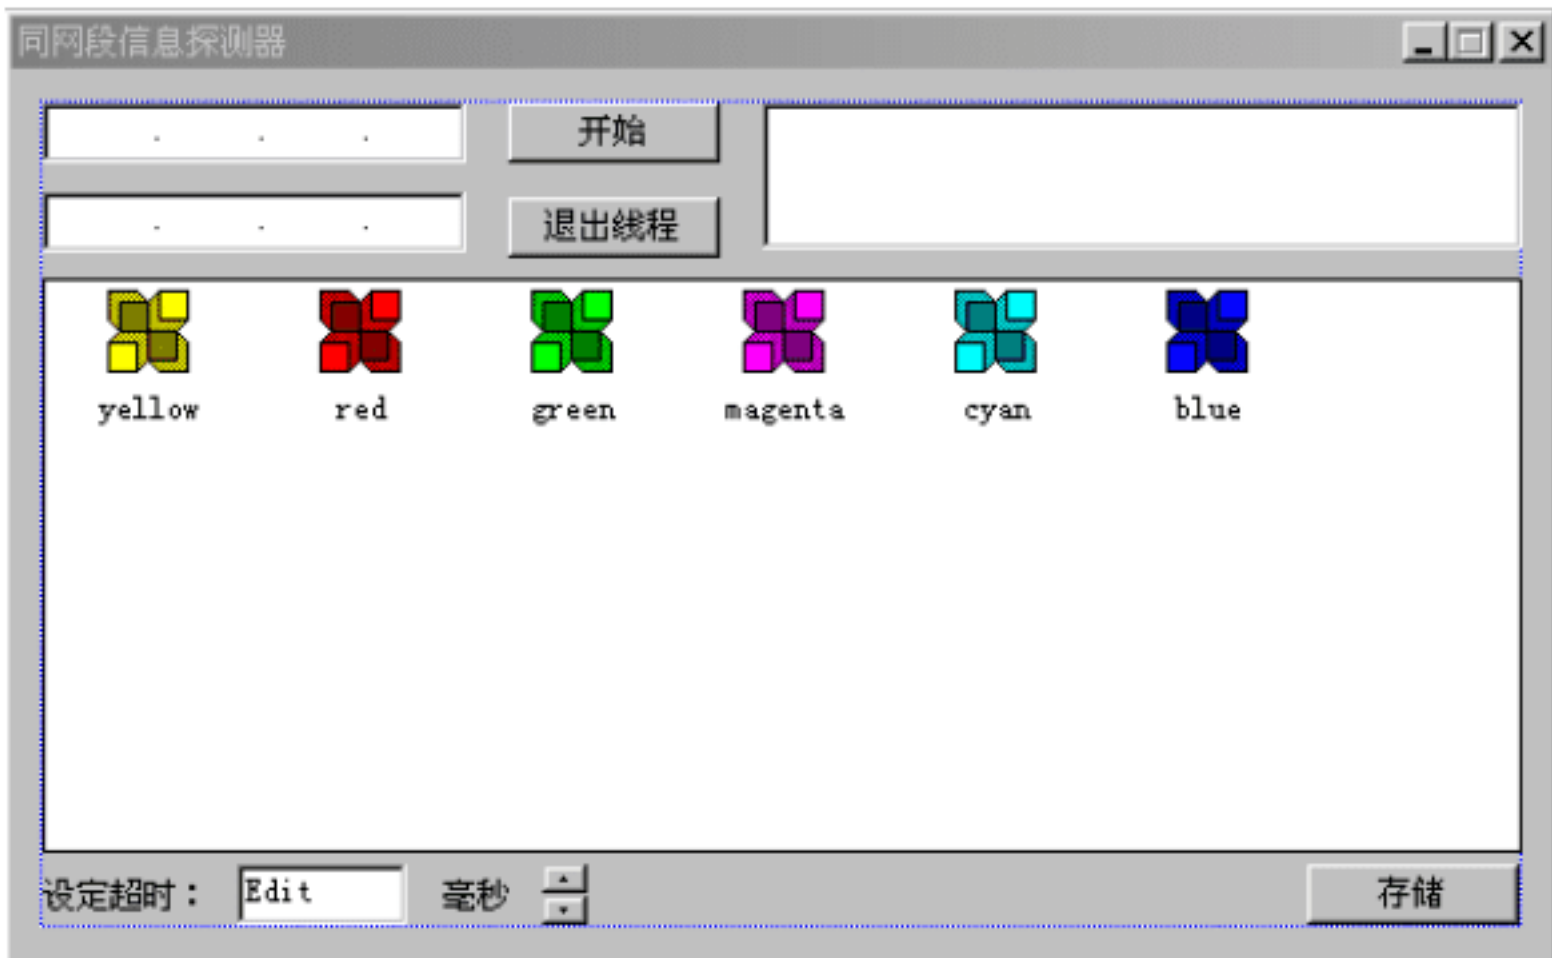 同网段信息探测器
. . . 开始
. . . 退出线程
yellow red green magenta cyan blue
设定超时： Edit 毫秒 存储